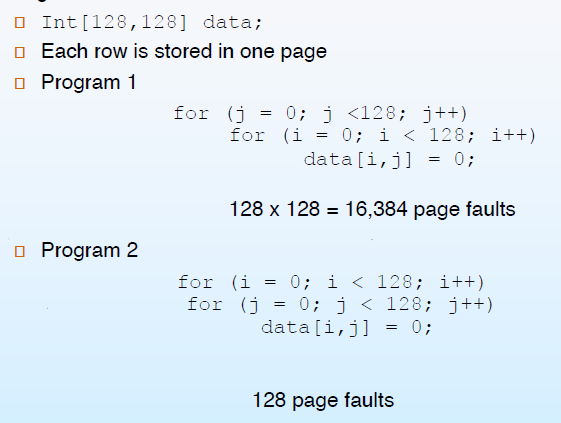 Int[128,128] data;
Each row is stored in one page
Program 1
for (j = 0; j <128; j++)
for (i = 0; i < 128; i++)
data[i,j] = 0;
128 x 128 = 16,384 page faults
Program 2
for (i = 0; i < 128; i++)
for (j = 0; j < 128; j++)
data[i,j] = 0;
128 page faults